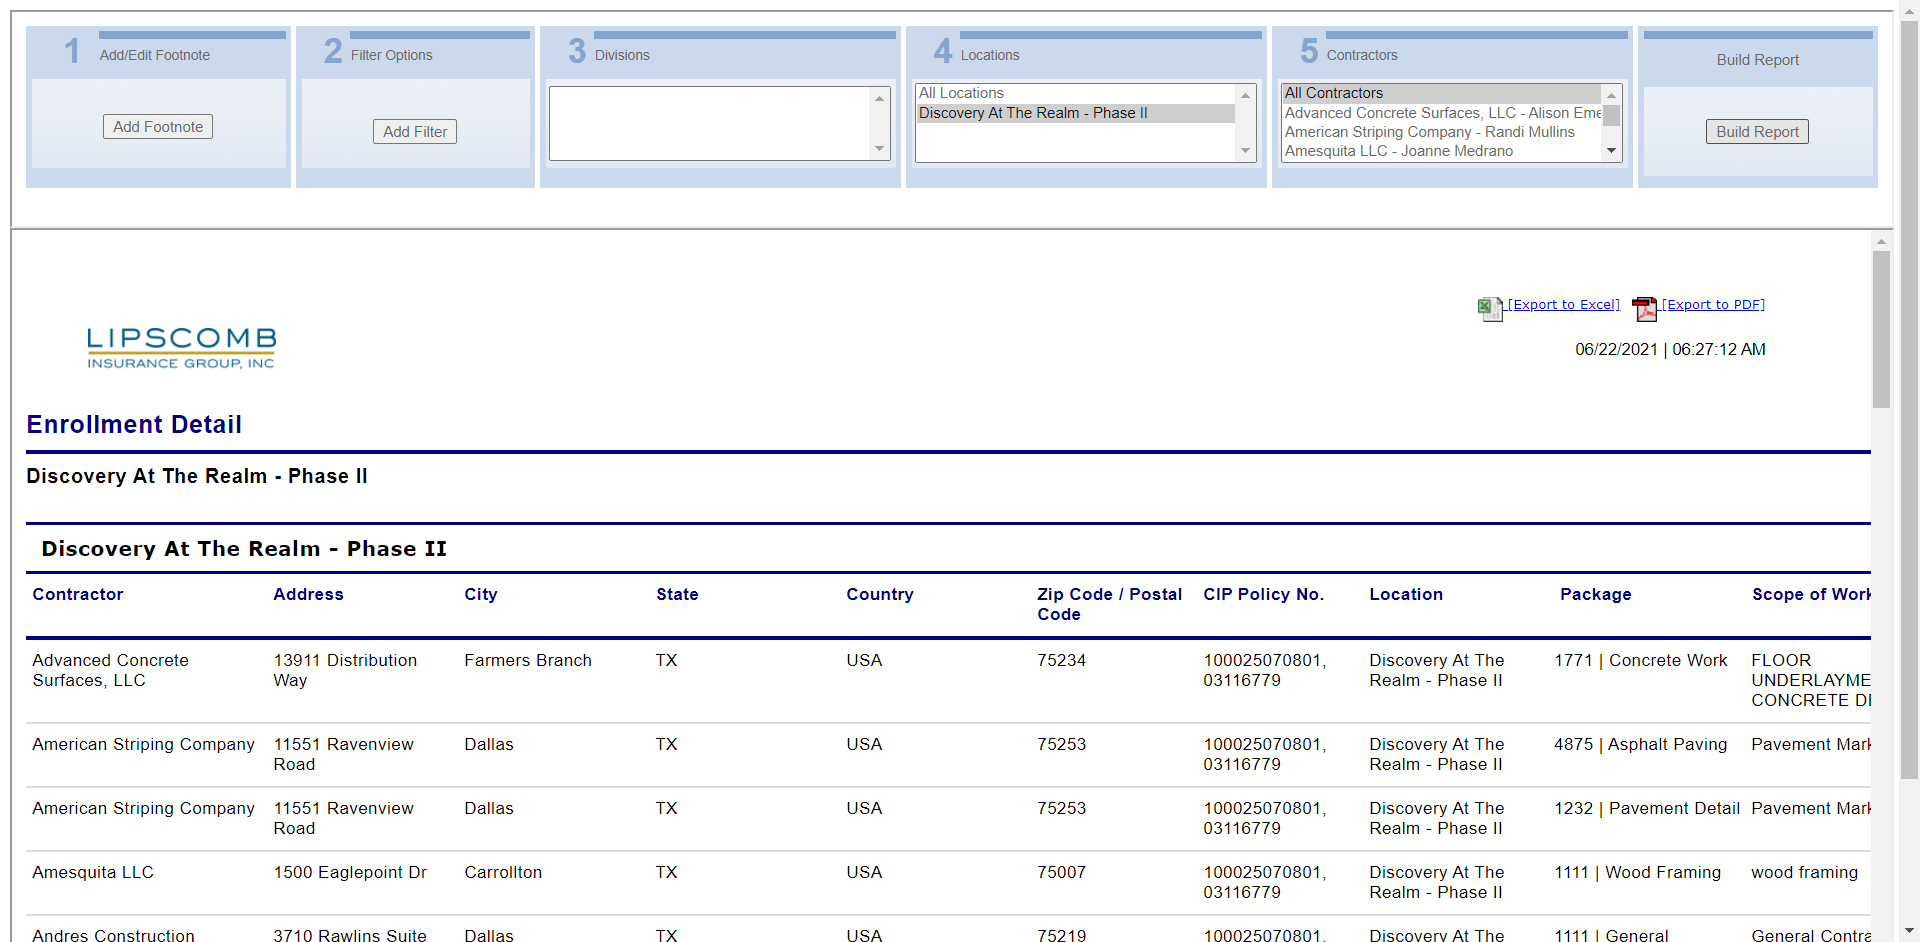 1 Add/Edit Footnote
Add Footnote
2 Filter Options
Add Filter
3 Divisions
4 Locations
All Locations
Discovery At The Realm - Phase II
5 Contractors
All Contractors
Advanced Concrete Surfaces, LLC - Alison Eme
American Striping Company - Randi Mullins
Amesquita LLC - Joanne Medrano
Build Report
Build Report
[Export to Excel] [Export to PDF]
06/22/2021 | 06:27:12 AM
LIPSCOMB
INSURANCE GROUP, INC
Enrollment Detail
Discovery At The Realm - Phase II
Discovery At The Realm - Phase II
Contractor Address City State Country Zip Code / Postal CIP Policy No. Location Package Scope of Work
Code
Advanced Concrete 13911 Distribution Farmers Branch TX USA 75234 100025070801, Discovery At The 1771 | Concrete Work FLOOR
Surfaces, LLC Way 03116779 Realm - Phase II UNDERLAYME
CONCRETE DE
American Striping Company 11551 Ravenview Dallas TX USA 75253 100025070801, Discovery At The 4875 | Asphalt Paving Pavement Mark
Road 03116779 Realm - Phase II
American Striping Company 11551 Ravenview Dallas TX USA 75253 100025070801, Discovery At The 1232 | Pavement Detail Pavement Mark
Road 03116779 Realm - Phase II
Amesquita LLC 1500 Eaglepoint Dr Carrollton TX USA 75007 100025070801, Discovery At The 1111 | Wood Framing wood framing
03116779 Realm - Phase II
Andres Construction 3710 Rawlins Suite Dallas TX USA 75219 100025070801, Discovery At The 1111 | General General Contra